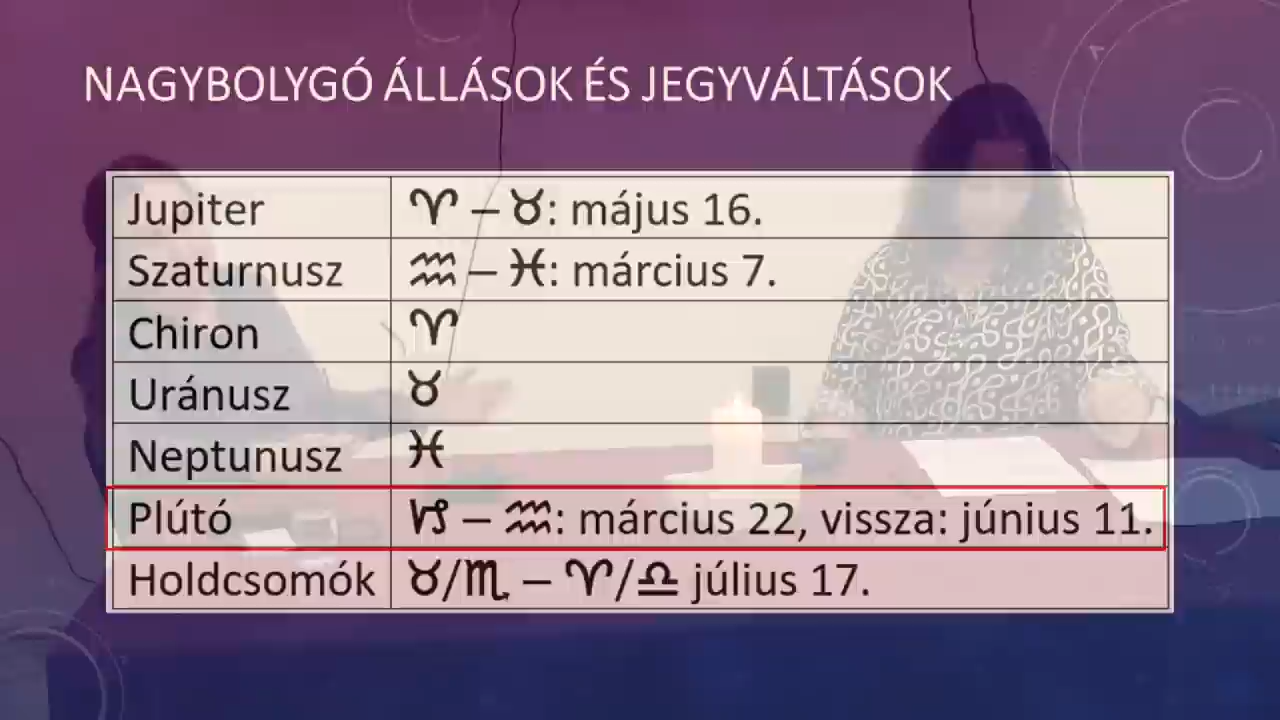 NAGYBOLYGÓ ÁLLÁSOK ÉS JEGYVÁLTÁSOK
Jupiter ♈ – ♉: május 16.
Szaturnusz ♒ – ♓: március 7.
Chiron ♈
Uránusz ♉
Neptunusz ♓
Plútó ♑ – ♒: március 22, vissza: június 11.
Holdcsomók ♉/♏ – ♈/♎ július 17.